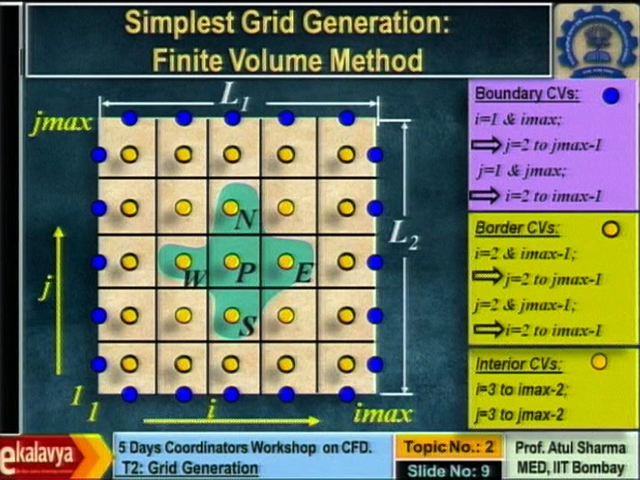 Simplest Grid Generation:
Finite Volume Method
L1
jmax
N
W P E
S
L2
j
1
1 i imax
Boundary CVs:
i=1 & imax;
j=2 to jmax-1
j=1 & jmax;
i=2 to imax-1
Border CVs:
i=2 & imax-1;
j=2 to jmax-1
j=2 & jmax-1;
i=2 to imax-1
Interior CVs:
i=3 to imax-2;
j=3 to jmax-2
ekalavya
5 Days Coordinators Workshop on CFD.
T2: Grid Generation
Topic No.: 2
Slide No: 9
Prof. Atul Sharma
MED, IIT Bombay